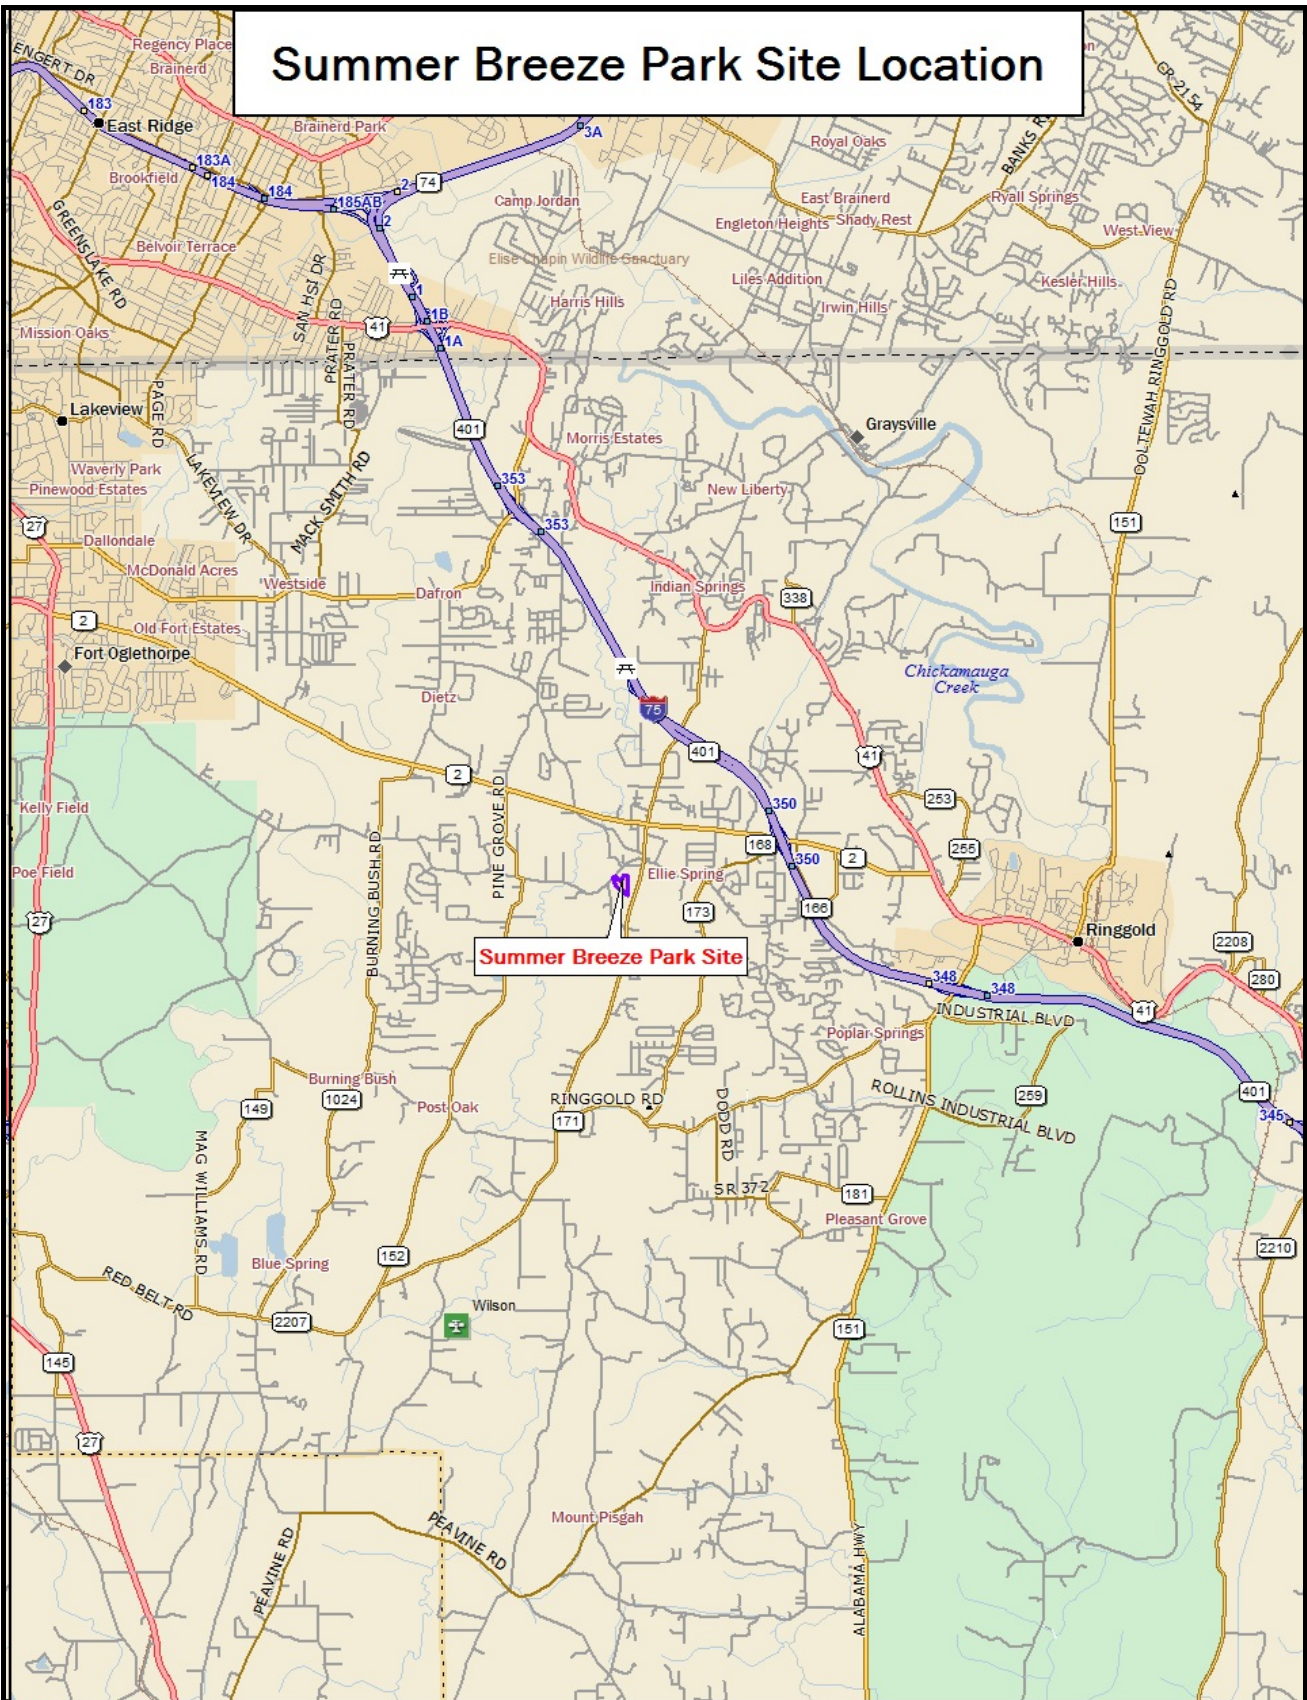 Summer Breeze Park Site Location
ENGERT DR
Regency Place
Brainerd
CR 2154
183
East Ridge
Brainerd Park
3A
Royal Oaks
183A
Brookfield
184
184
185AB
2
74
2
Camp Jordan
East Brainerd
Engleton Heights
Shady Rest
Ryall Springs
West View
GREENSLAKE RD
Belvoir Terrace
Elise Chapin Wildlife Sanctuary
SAN HSI DR
Liles Addition
Kesler Hills
1
Harris Hills
Irwin Hills
Mission Oaks
PRATER RD
41
1B
1A
OOLTEWAH RINGGOLD RD
PAGE RD
PRATER RD
Lakeview
401
Graysville
Morris Estates
Waverly Park
Pinewood Estates
LAKEVIEW DR
MACK SMITH RD
353
New Liberty
27
353
151
Dallondale
McDonald Acres
Westside
Dafron
Indian Springs
338
2
Old Fort Estates
Fort Oglethorpe
Chickamauga
Creek
Dietz
75
401
41
2
PINE GROVE RD
350
253
Kelly Field
BURNING BUSH RD
168
350
2
255
Poe Field
Ellie Spring
173
166
27
Ringgold
2208
Summer Breeze Park Site
348
348
280
INDUSTRIAL BLVD
41
Poplar Springs
Burning Bush
149
1024
Post Oak
RINGGOLD RD
171
DODD RD
ROLLINS INDUSTRIAL BLVD
259
401
345
MAG WILLIAMS RD
SR 372
181
Pleasant Grove
152
Blue Spring
2210
RED BELT RD
2207
Wilson
151
145
27
Mount Pisgah
PEAVINE RD
PEAVINE RD
ALABAMA HWY